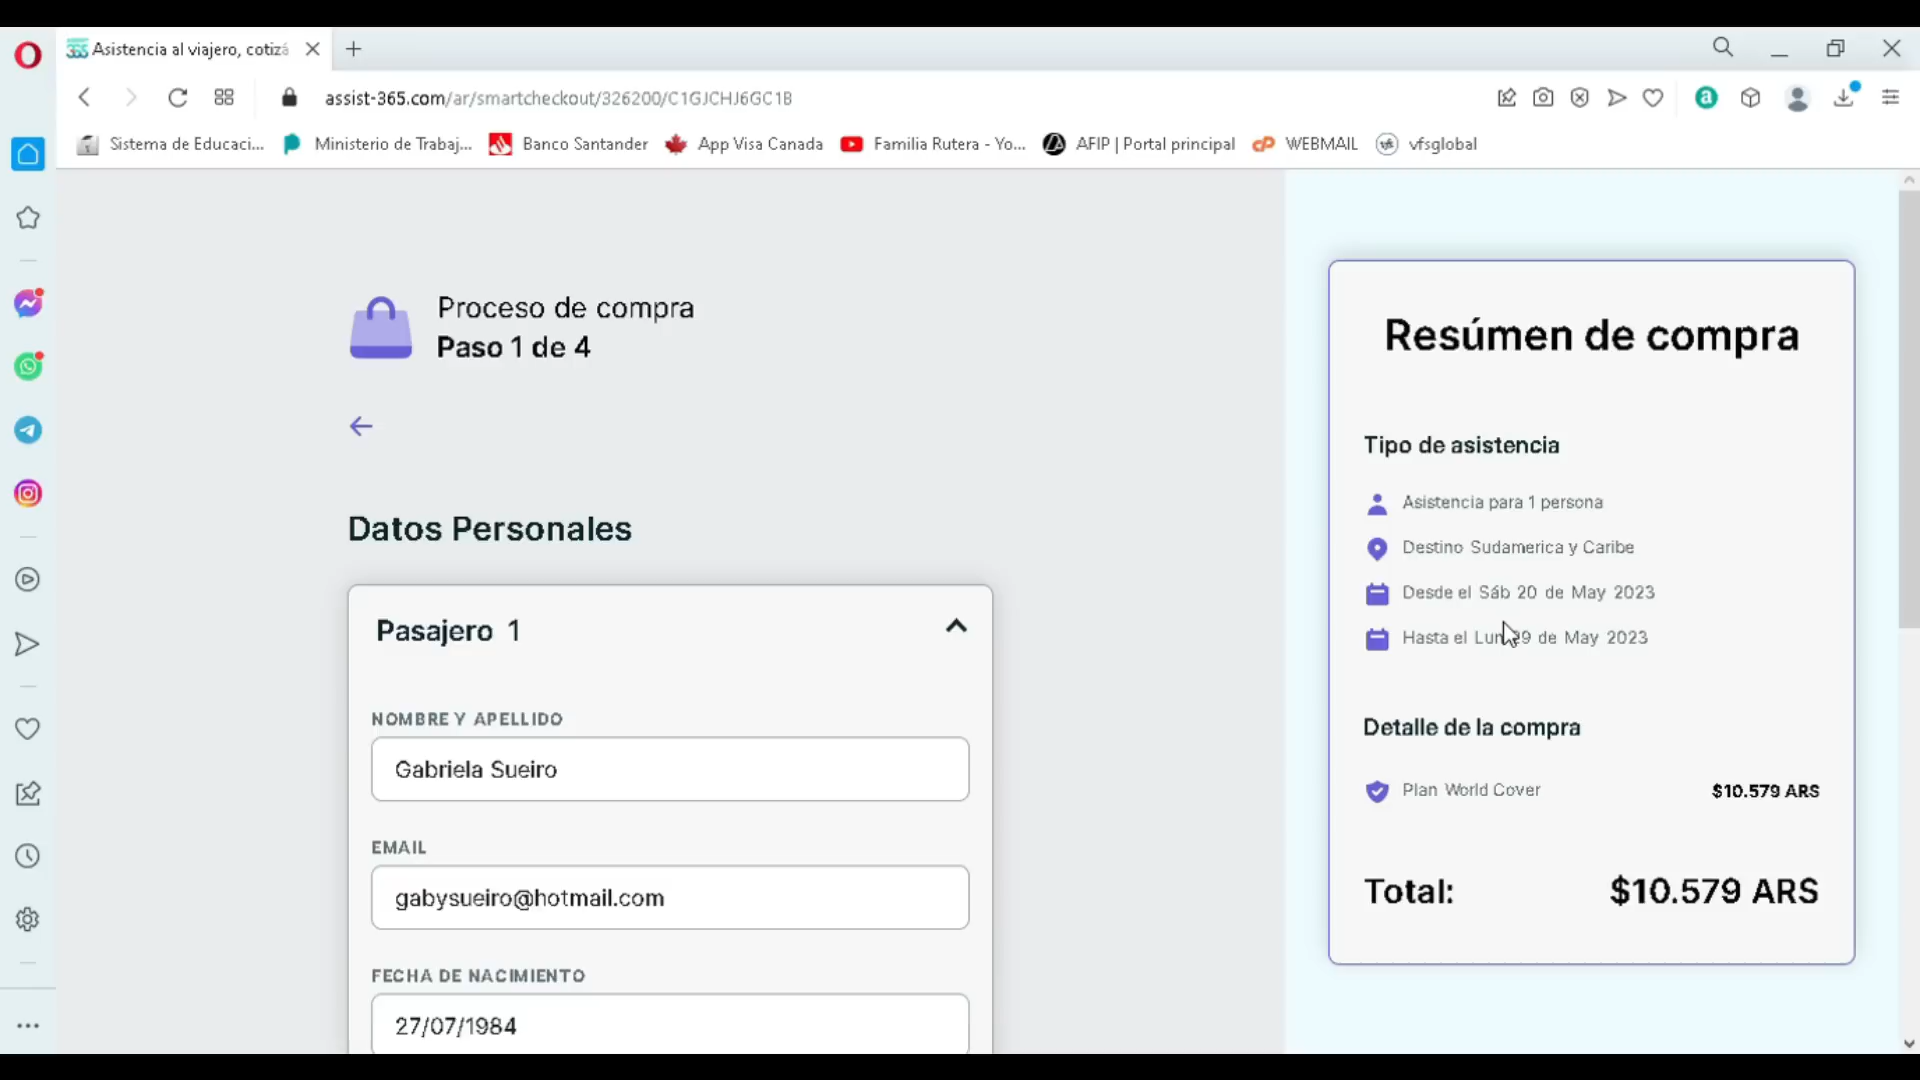 365 Asistencia al viajero, cotizá
assist-365.com/ar/smartcheckout/326200/C1GJCHJ6GC1B
Sistema de Educaci... Ministerio de Trabaj... Banco Santander App Visa Canada Familia Rutera - Yo... AFIP | Portal principal cP WEBMAIL vfs vfsglobal
Proceso de compra
Paso 1 de 4
Datos Personales
Pasajero 1
NOMBRE Y APELLIDO
Gabriela Sueiro
EMAIL
gabysueiro@hotmail.com
FECHA DE NACIMIENTO
27/07/1984
Resúmen de compra
Tipo de asistencia
Asistencia para 1 persona
Destino Sudamerica y Caribe
Desde el Sáb 20 de May 2023
Hasta el Lun 29 de May 2023
Detalle de la compra
Plan World Cover $10.579 ARS
Total: $10.579 ARS